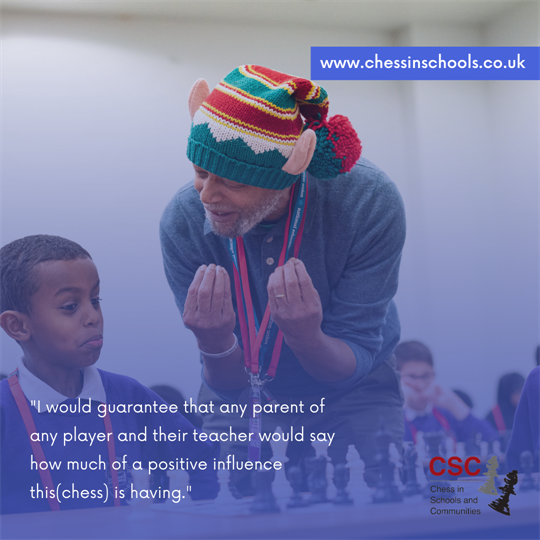 www.chessinschools.co.uk
"I would guarantee that any parent of
any player and their teacher would say
how much of a positive influence
this(chess) is having."
CSC
Chess in
Schools and
Communities